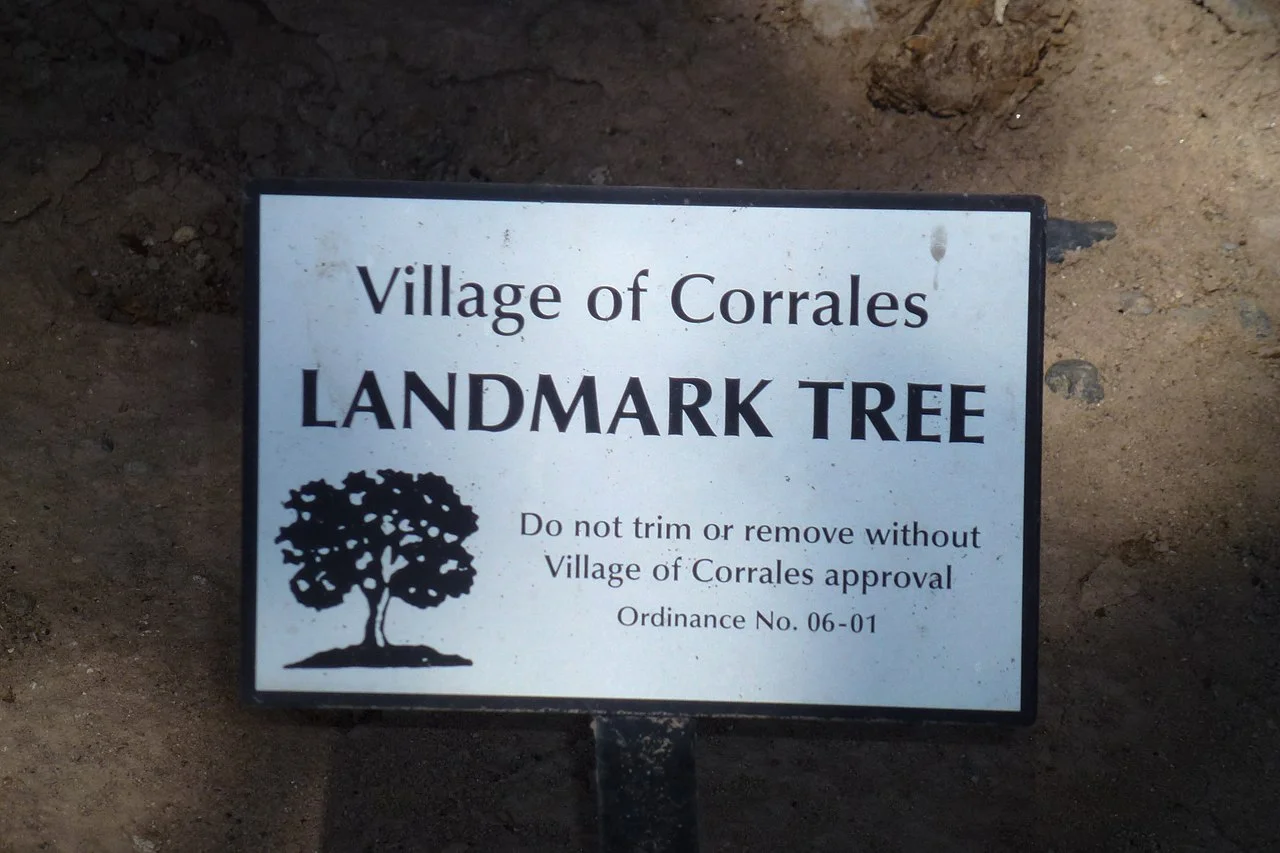 Village of Corrales
LANDMARK TREE
Do not trim or remove without
Village of Corrales approval
Ordinance No. 06-01